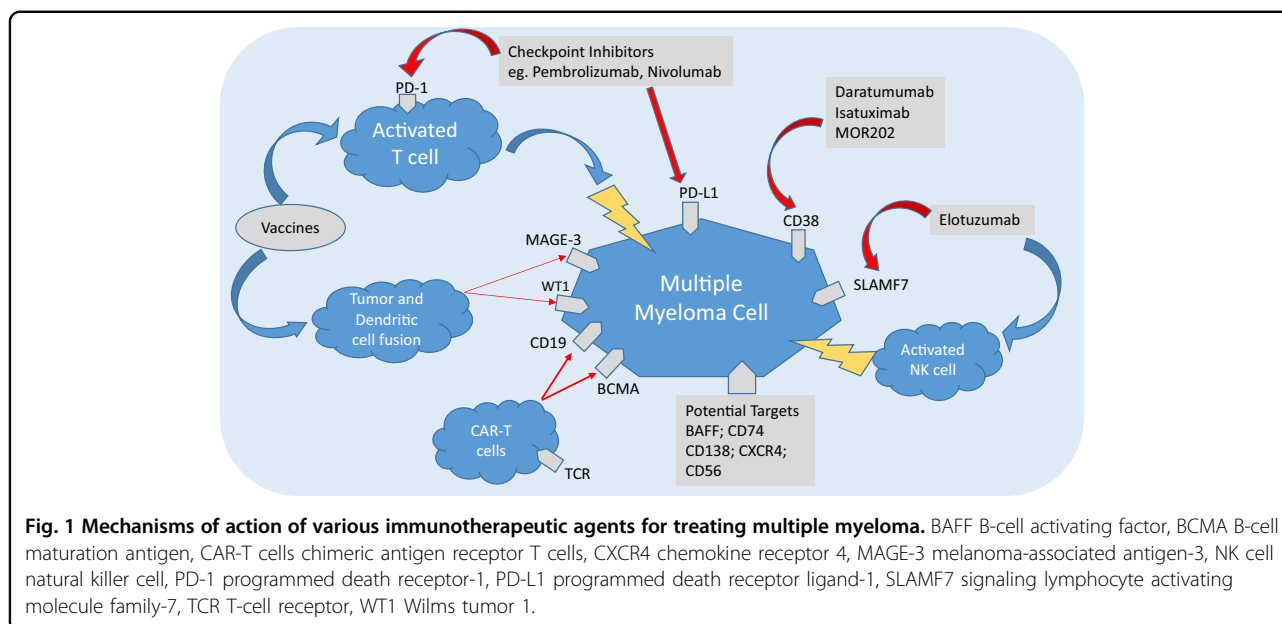 Checkpoint Inhibitors
eg. Pembrolizumab, Nivolumab
PD-1
Activated
T cell
Daratumumab
Isatuximab
MOR202
PD-L1
CD38
Elotuzumab
Vaccines
MAGE-3
SLAMF7
Multiple
Myeloma Cell
WT1
Tumor and
Dendritic
cell fusion
CD19
BCMA
Activated
NK cell
CAR-T
cells
TCR
Potential Targets
BAFF; CD74
CD138; CXCR4;
CD56
Fig. 1 Mechanisms of action of various immunotherapeutic agents for treating multiple myeloma. BAFF B-cell activating factor, BCMA B-cell
maturation antigen, CAR-T cells chimeric antigen receptor T cells, CXCR4 chemokine receptor 4, MAGE-3 melanoma-associated antigen-3, NK cell
natural killer cell, PD-1 programmed death receptor-1, PD-L1 programmed death receptor ligand-1, SLAMF7 signaling lymphocyte activating
molecule family-7, TCR T-cell receptor, WT1 Wilms tumor 1.